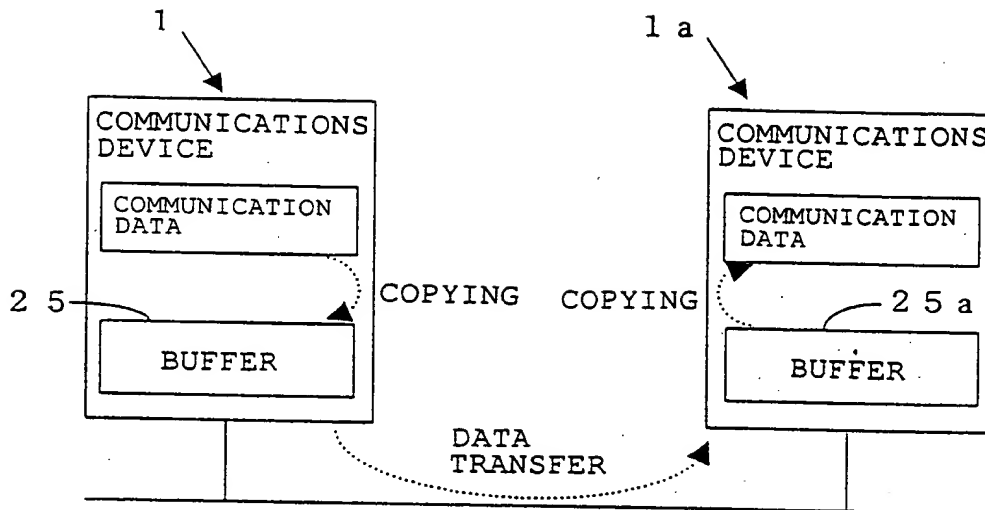 1
1 a
COMMUNICATIONS
DEVICE
COMMUNICATION
DATA
COPYING
2 5
BUFFER
COMMUNICATIONS
DEVICE
COMMUNICATION
DATA
COPYING
2 5 a
BUFFER
DATA
TRANSFER